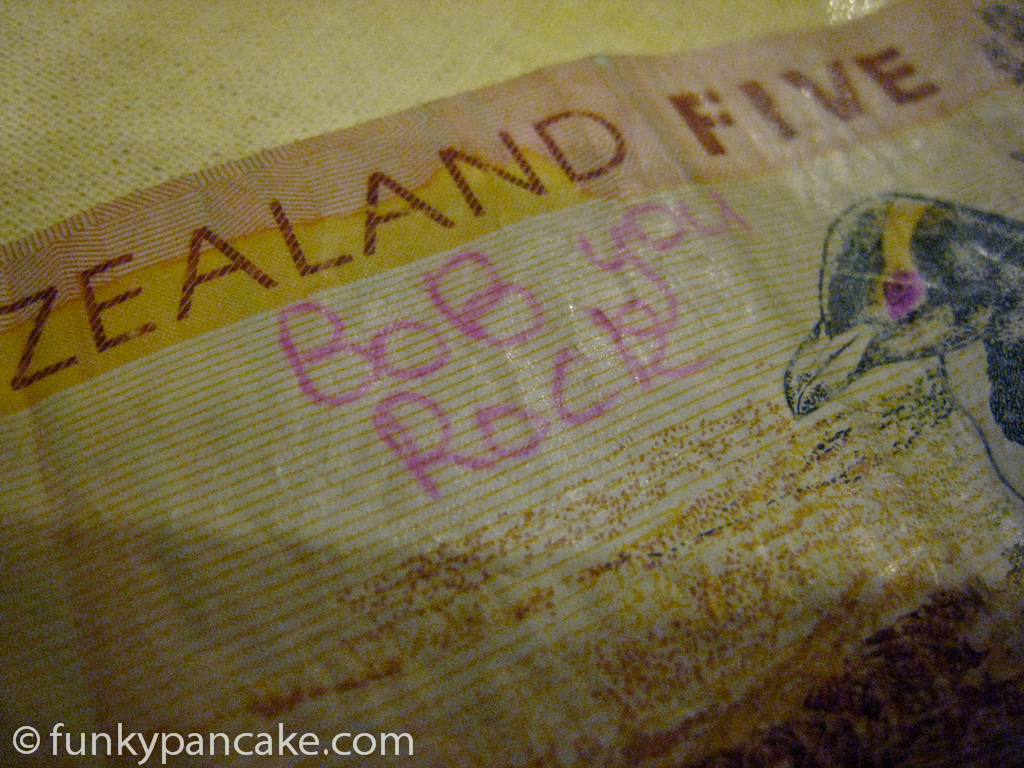 ZEALAND FIVE
BoB you
Rock
© funkypancake.com